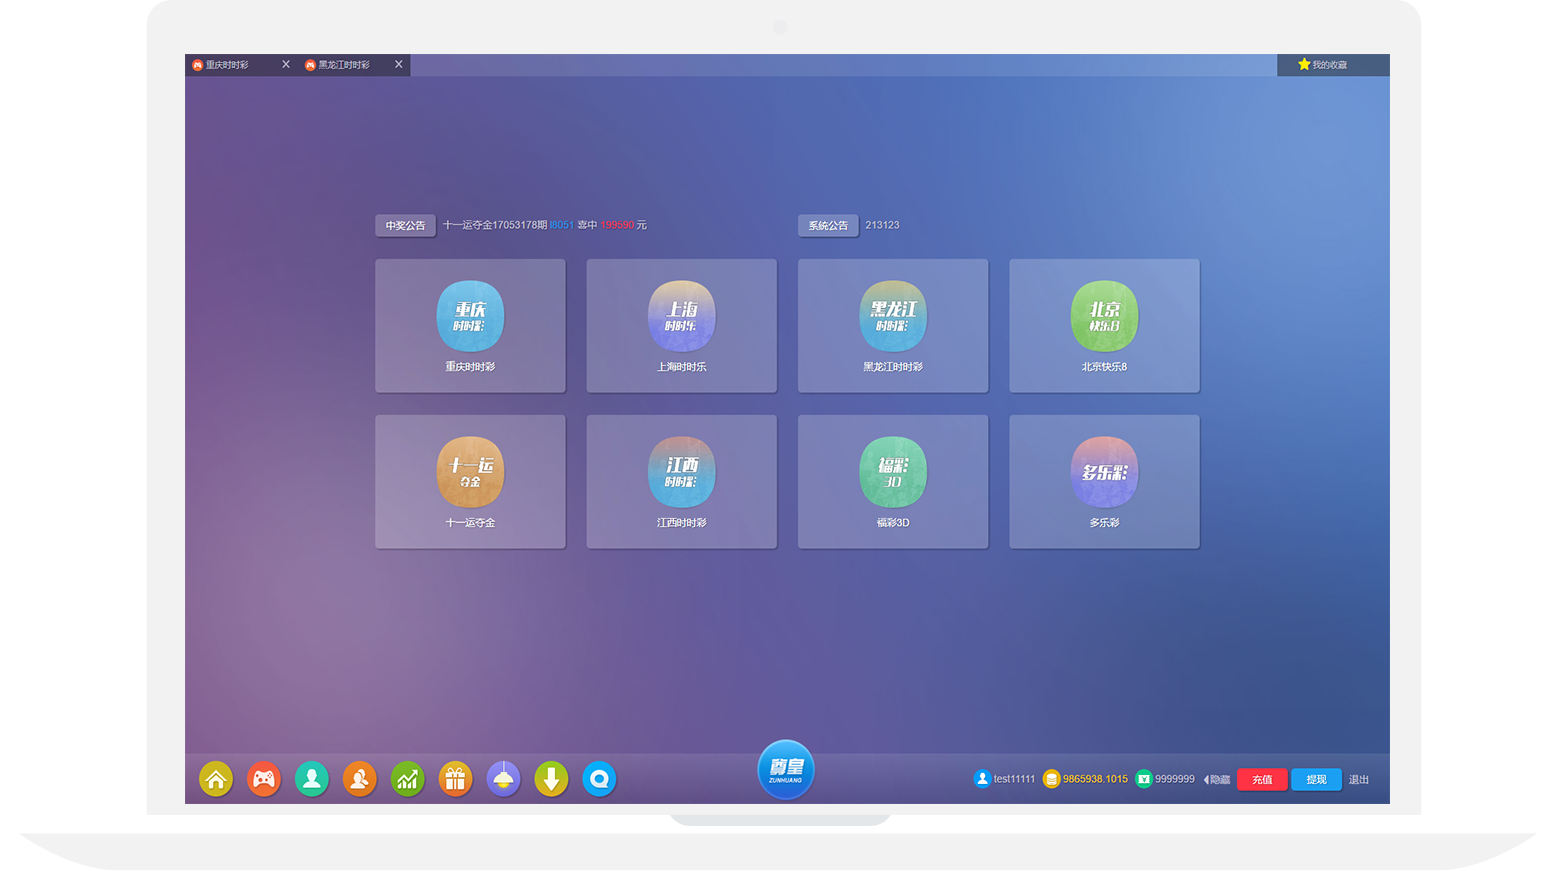 重庆时时彩 X 黑龙江时时彩 X 我的收藏
中奖公告 十一运夺金17053178期 l8051 喜中 199590 元 系统公告 213123
重庆 上海 黑龙江 北京
时时彩 时时乐 时时彩 快乐8
重庆时时彩 上海时时乐 黑龙江时时彩 北京快乐8
十一运 江西 福彩 多乐彩
夺金 时时彩 3D
十一运夺金 江西时时彩 福彩3D 多乐彩
尊皇
ZUNHUANG
test11111 9865938.1015 9999999 隐藏 充值 提现 退出